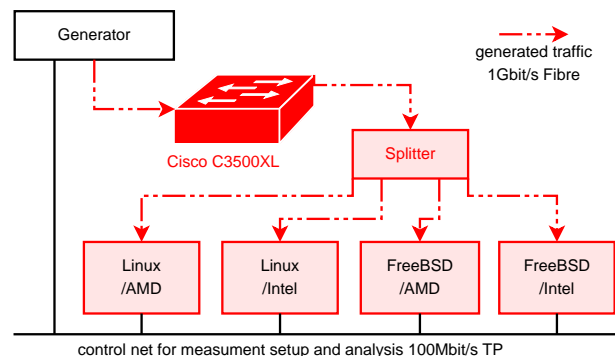 Generator
generated traffic
1Gbit/s Fibre
Cisco C3500XL
Splitter
Linux
/AMD
Linux
/Intel
FreeBSD
/AMD
FreeBSD
/Intel
control net for measument setup and analysis 100Mbit/s TP